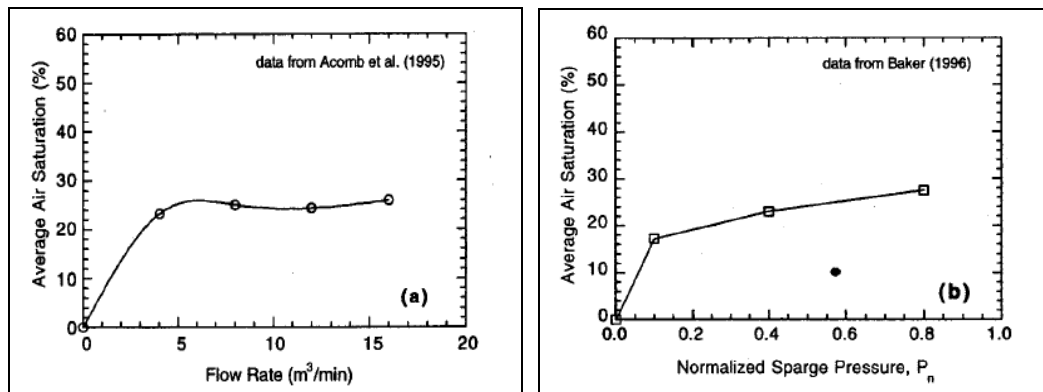 60
50
40
30
20
10
0
Average Air Saturation (%)
data from Acomb et al. (1995)
(a)
0 5 10 15 20
Flow Rate (m³/min)
60
50
40
30
20
10
0
Average Air Saturation (%)
data from Baker (1996)
(b)
0.0 0.2 0.4 0.6 0.8 1.0
Normalized Sparge Pressure, Pₙ